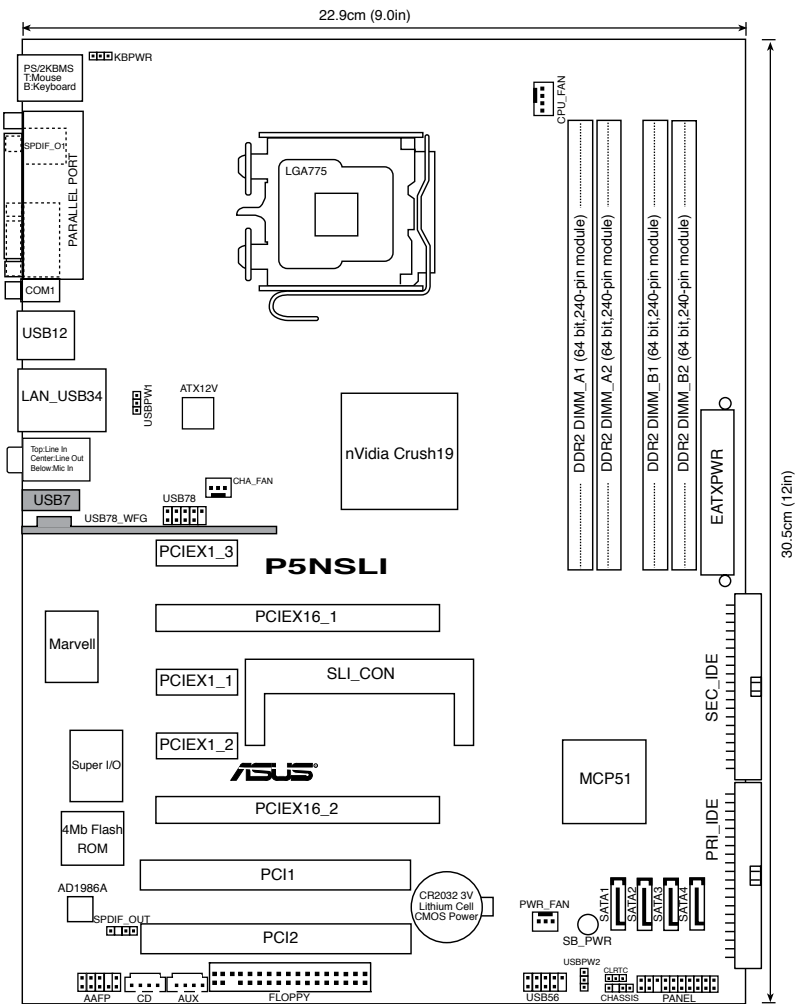 22.9cm (9.0in)
KBPWR
PS/2KBMS
T:Mouse
B:Keyboard
CPU_FAN
SPDIF_O1
PARALLEL PORT
LGA775
DDR2 DIMM_A1 (64 bit,240-pin module)
DDR2 DIMM_A2 (64 bit,240-pin module)
DDR2 DIMM_B1 (64 bit,240-pin module)
DDR2 DIMM_B2 (64 bit,240-pin module)
COM1
USB12
LAN_USB34
USBPW1
ATX12V
nVidia Crush19
Top:Line In
Center:Line Out
Below:Mic In
CHA_FAN
EATXPWR
30.5cm (12in)
USB7
USB78
USB78_WFG
PCIEX1_3
P5NSLI
PCIEX16_1
Marvell
PCIEX1_1
SLI_CON
SEC_IDE
PCIEX1_2
Super I/O
ASUS®
MCP51
PCIEX16_2
4Mb Flash
ROM
PRI_IDE
PCI1
AD1986A
CR2032 3V
Lithium Cell
CMOS Power
PWR_FAN
SATA1
SATA2
SATA3
SATA4
SPDIF_OUT
PCI2
SB_PWR
USBPW2
CLRTC
AAFP
CD
AUX
FLOPPY
USB56
CHASSIS
PANEL